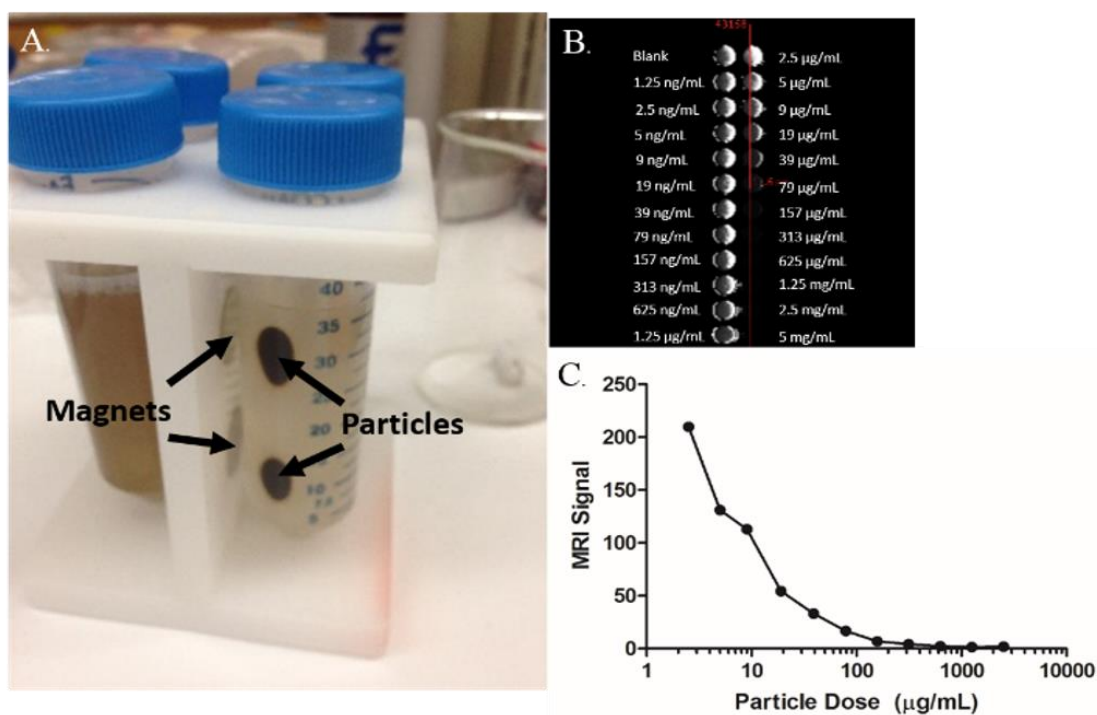 A.
Magnets
Particles
40
35
30
20
10
7.5
5
B.
43158
Blank
1.25 ng/mL
2.5 ng/mL
5 ng/mL
9 ng/mL
19 ng/mL
39 ng/mL
79 ng/mL
157 ng/mL
313 ng/mL
625 ng/mL
1.25 µg/mL
2.5 µg/mL
5 µg/mL
9 µg/mL
19 µg/mL
39 µg/mL
79 µg/mL
157 µg/mL
313 µg/mL
625 µg/mL
1.25 mg/mL
2.5 mg/mL
5 mg/mL
C.
250
200
150
100
50
0
MRI Signal
1
10
100
1000
10000
Particle Dose (µg/mL)